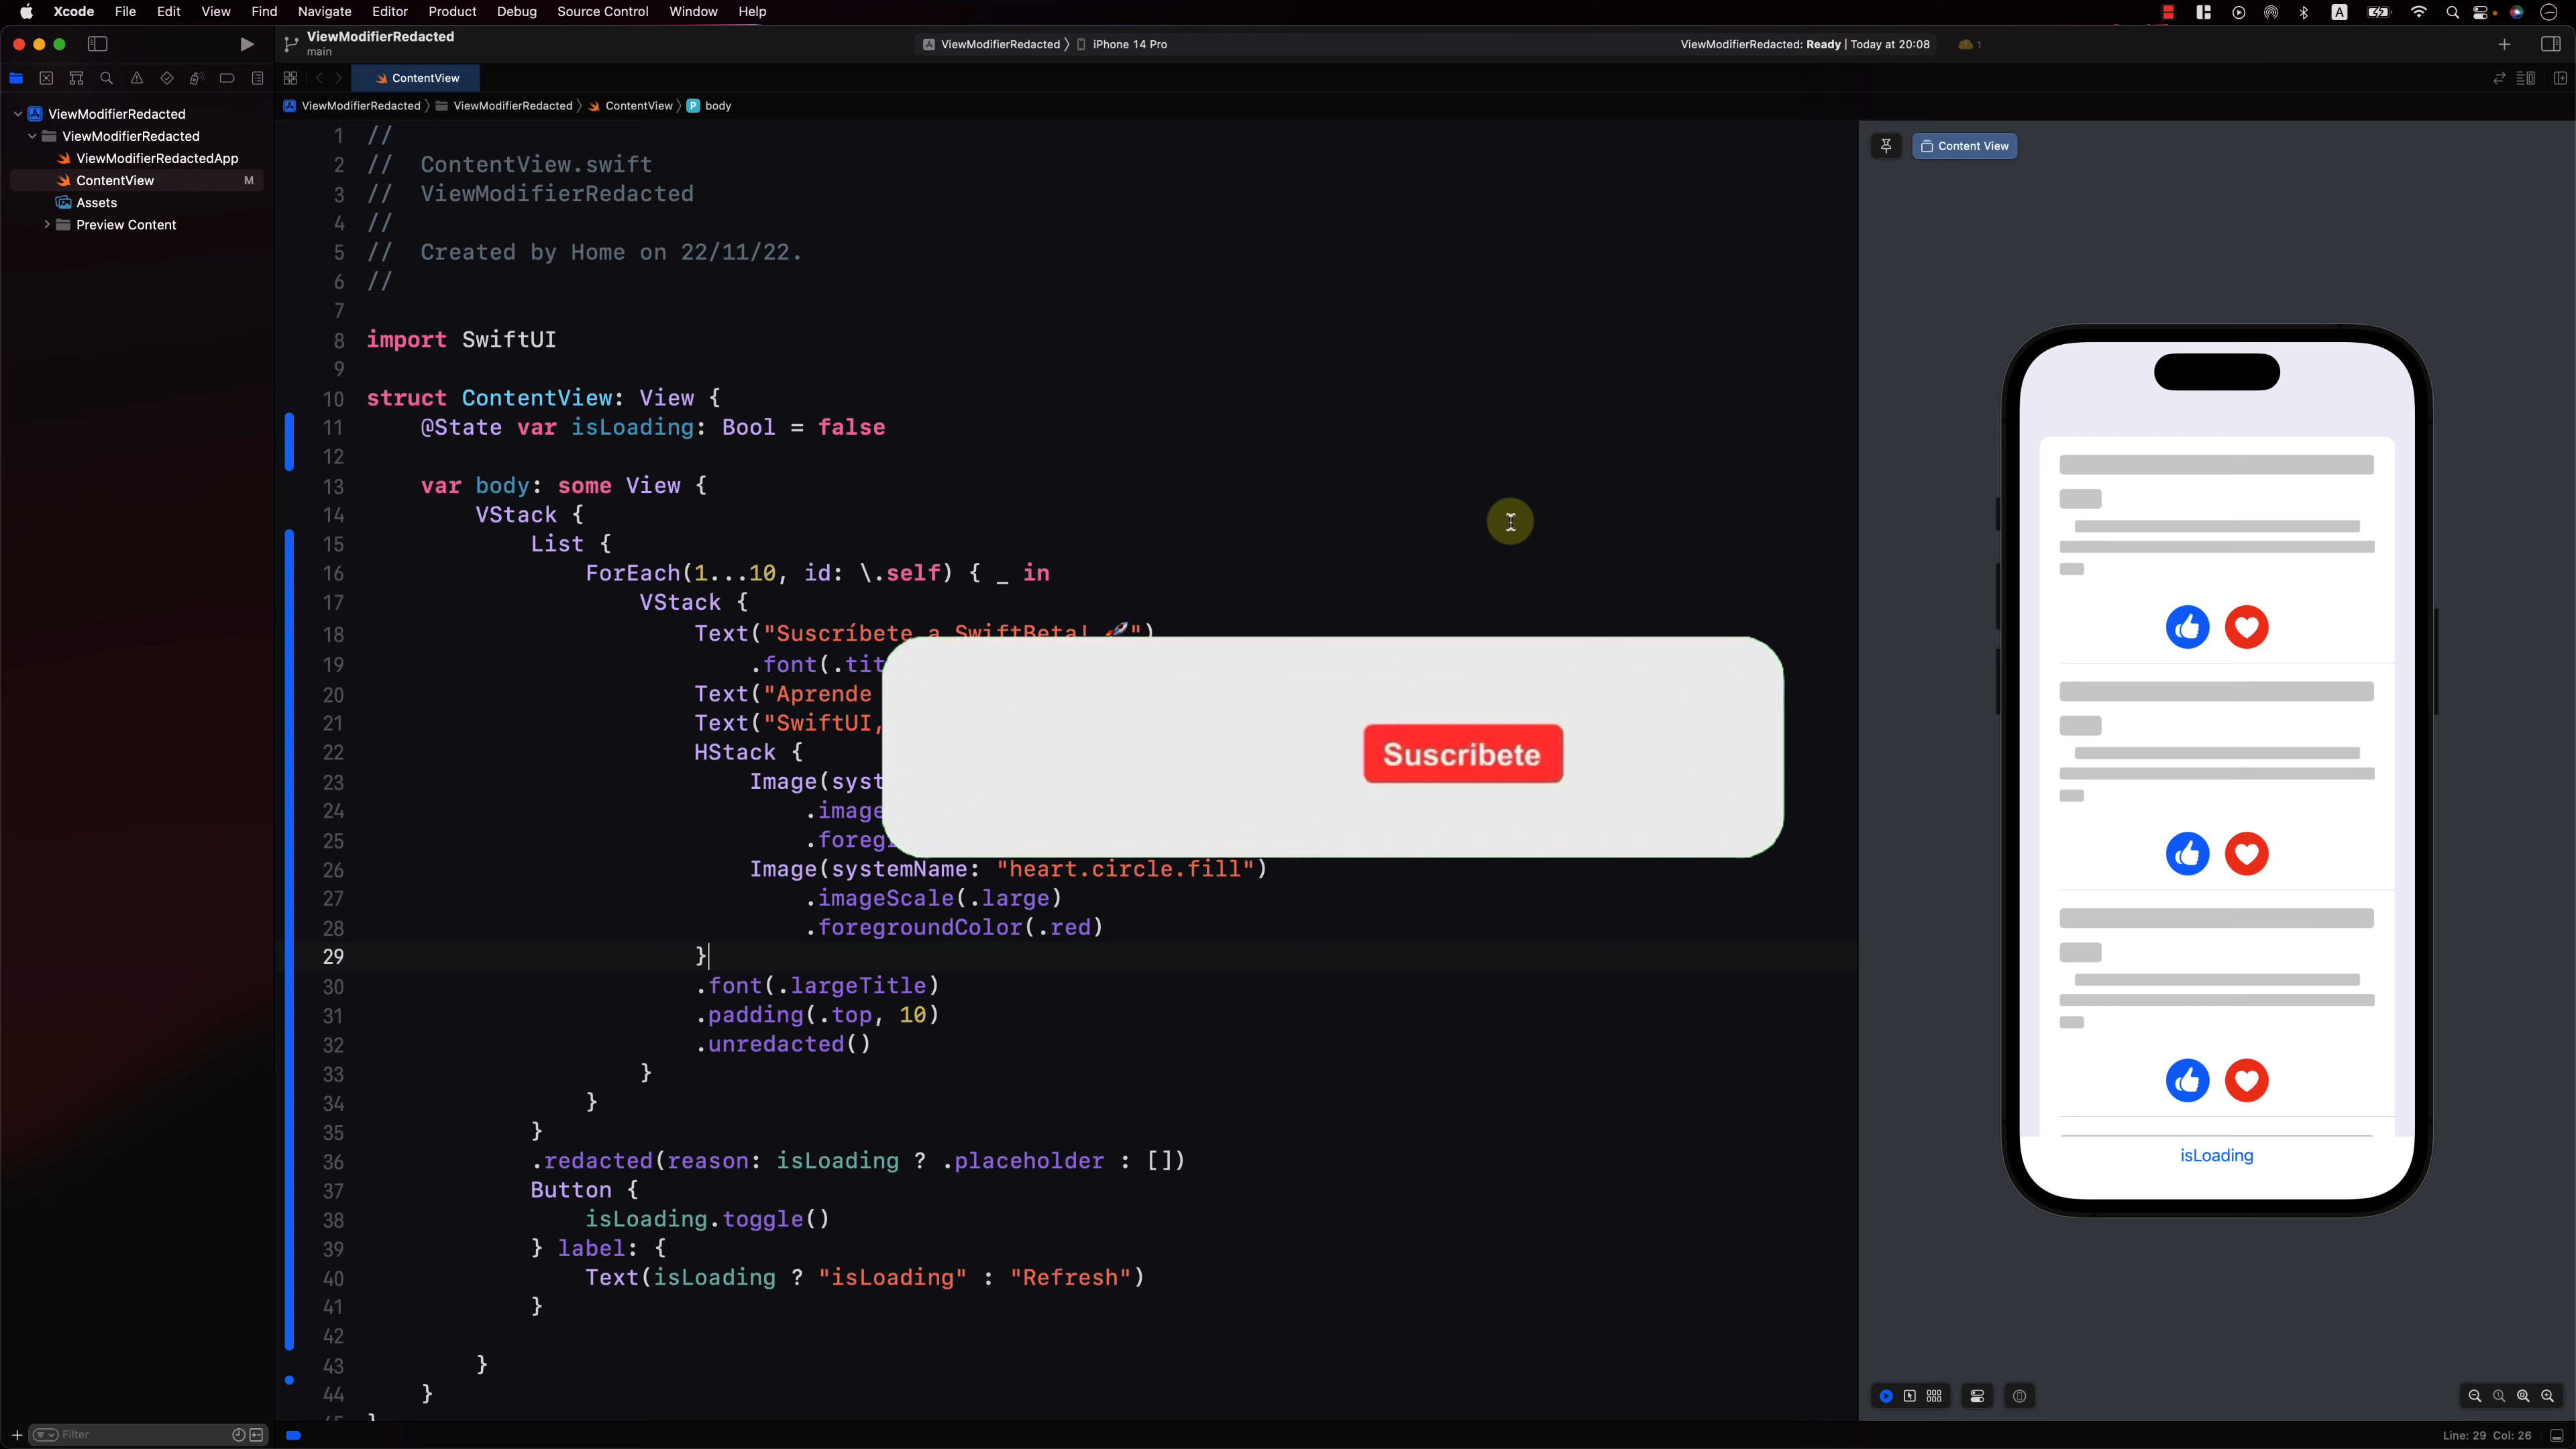 Xcode File Edit View Find Navigate Editor Product Debug Source Control Window Help
ViewModifierRedacted
main
ViewModifierRedacted 〉 iPhone 14 Pro
ViewModifierRedacted: Ready | Today at 20:08
1
ContentView
ViewModifierRedacted 〉 ViewModifierRedacted 〉 ContentView 〉 P body
ViewModifierRedacted
ViewModifierRedacted
ViewModifierRedactedApp
ContentView M
Assets
Preview Content
1 //
2 //  ContentView.swift
3 //  ViewModifierRedacted
4 //
5 //  Created by Home on 22/11/22.
6 //
7
8 import SwiftUI
9
10 struct ContentView: View {
11     @State var isLoading: Bool = false
12
13     var body: some View {
14         VStack {
15             List {
16                 ForEach(1...10, id: \.self) { _ in
17                     VStack {
18                         Text("Suscríbete a SwiftBeta! 🚀")
19                             .font(.tit
20                         Text("Aprende
21                         Text("SwiftUI,
22                         HStack {
23                             Image(syst
24                                 .image
25                                 .foreg
26                             Image(systemName: "heart.circle.fill")
27                                 .imageScale(.large)
28                                 .foregroundColor(.red)
29                         }
30                         .font(.largeTitle)
31                         .padding(.top, 10)
32                         .unredacted()
33                     }
34                 }
35             }
36             .redacted(reason: isLoading ? .placeholder : [])
37             Button {
38                 isLoading.toggle()
39             } label: {
40                 Text(isLoading ? "isLoading" : "Refresh")
41             }
42
43         }
44     }
Suscribete
Content View
isLoading
Filter
Line: 29 Col: 26